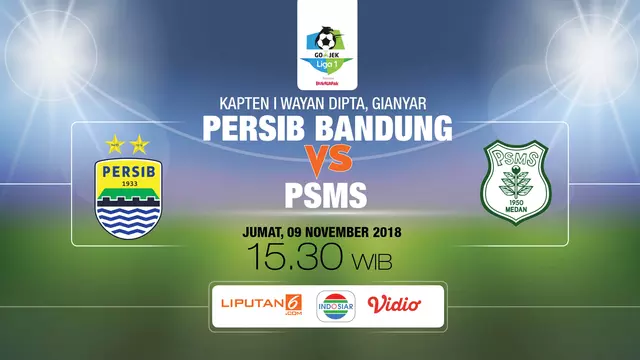 GO-JEK
Liga 1
KAPTEN I WAYAN DIPTA, GIANYAR
PERSIB BANDUNG
VS
PSMS
PERSIB
1933
PSMS
1950
MEDAN
JUMAT, 09 NOVEMBER 2018
15.30 WIB
LIPUTAN6
.COM
INDOSIAR
Vidio